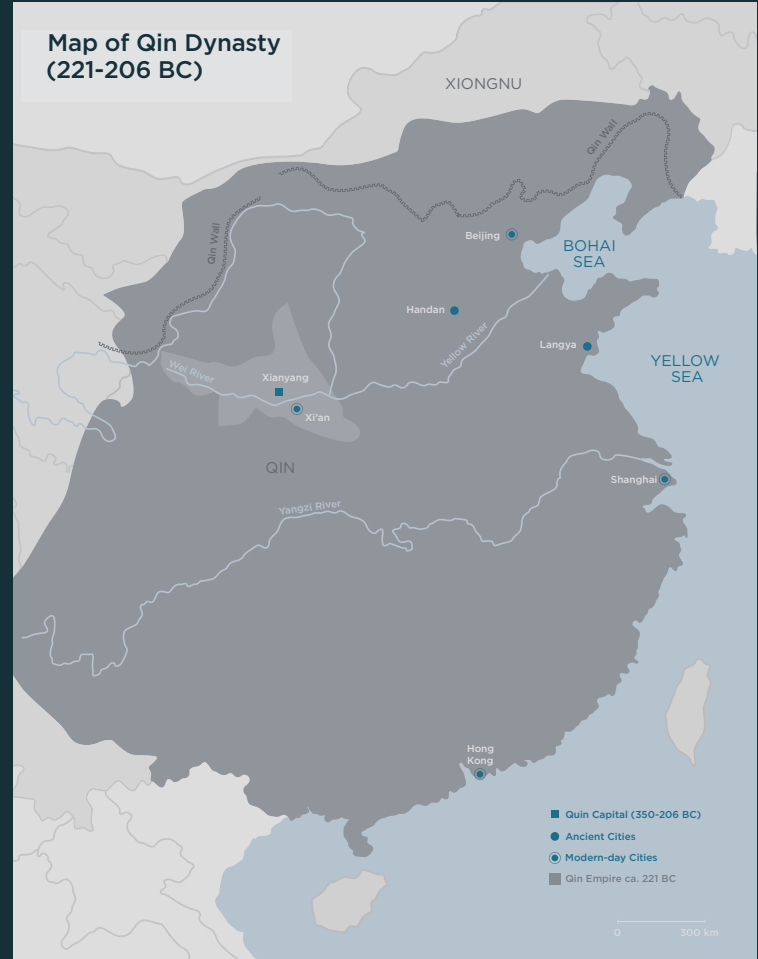 Map of Qin Dynasty
(221-206 BC)
XIONGNU
Qin Wall
Qin Wall
Beijing
BOHAI
SEA
Handan
Langya
Yellow River
YELLOW
SEA
Wei River
Xianyang
Xi'an
QIN
Shanghai
Yangzi River
Hong
Kong
Quin Capital (350-206 BC)
Ancient Cities
Modern-day Cities
Qin Empire ca. 221 BC
0 300 km